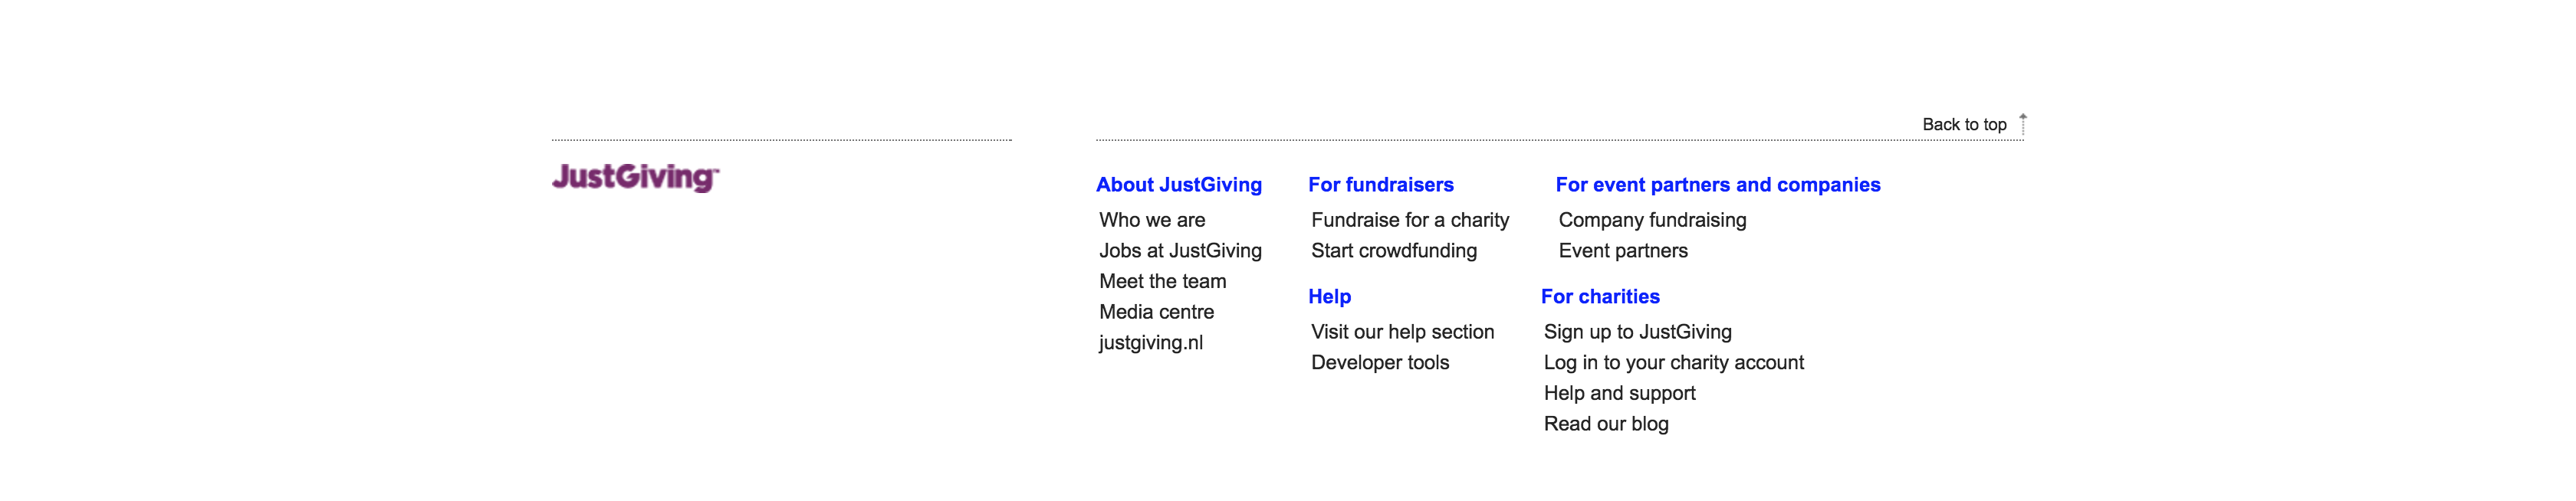 Back to top
JustGiving™
About JustGiving
Who we are
Jobs at JustGiving
Meet the team
Media centre
justgiving.nl
For fundraisers
Fundraise for a charity
Start crowdfunding
Help
Visit our help section
Developer tools
For event partners and companies
Company fundraising
Event partners
For charities
Sign up to JustGiving
Log in to your charity account
Help and support
Read our blog